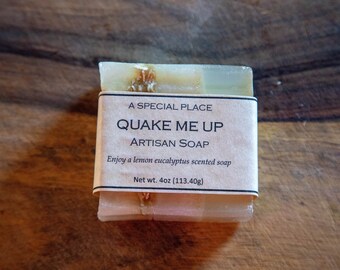 A SPECIAL PLACE
QUAKE ME UP
ARTISAN SOAP
Enjoy a lemon eucalyptus scented soap
Net wt. 4oz (113.40g)